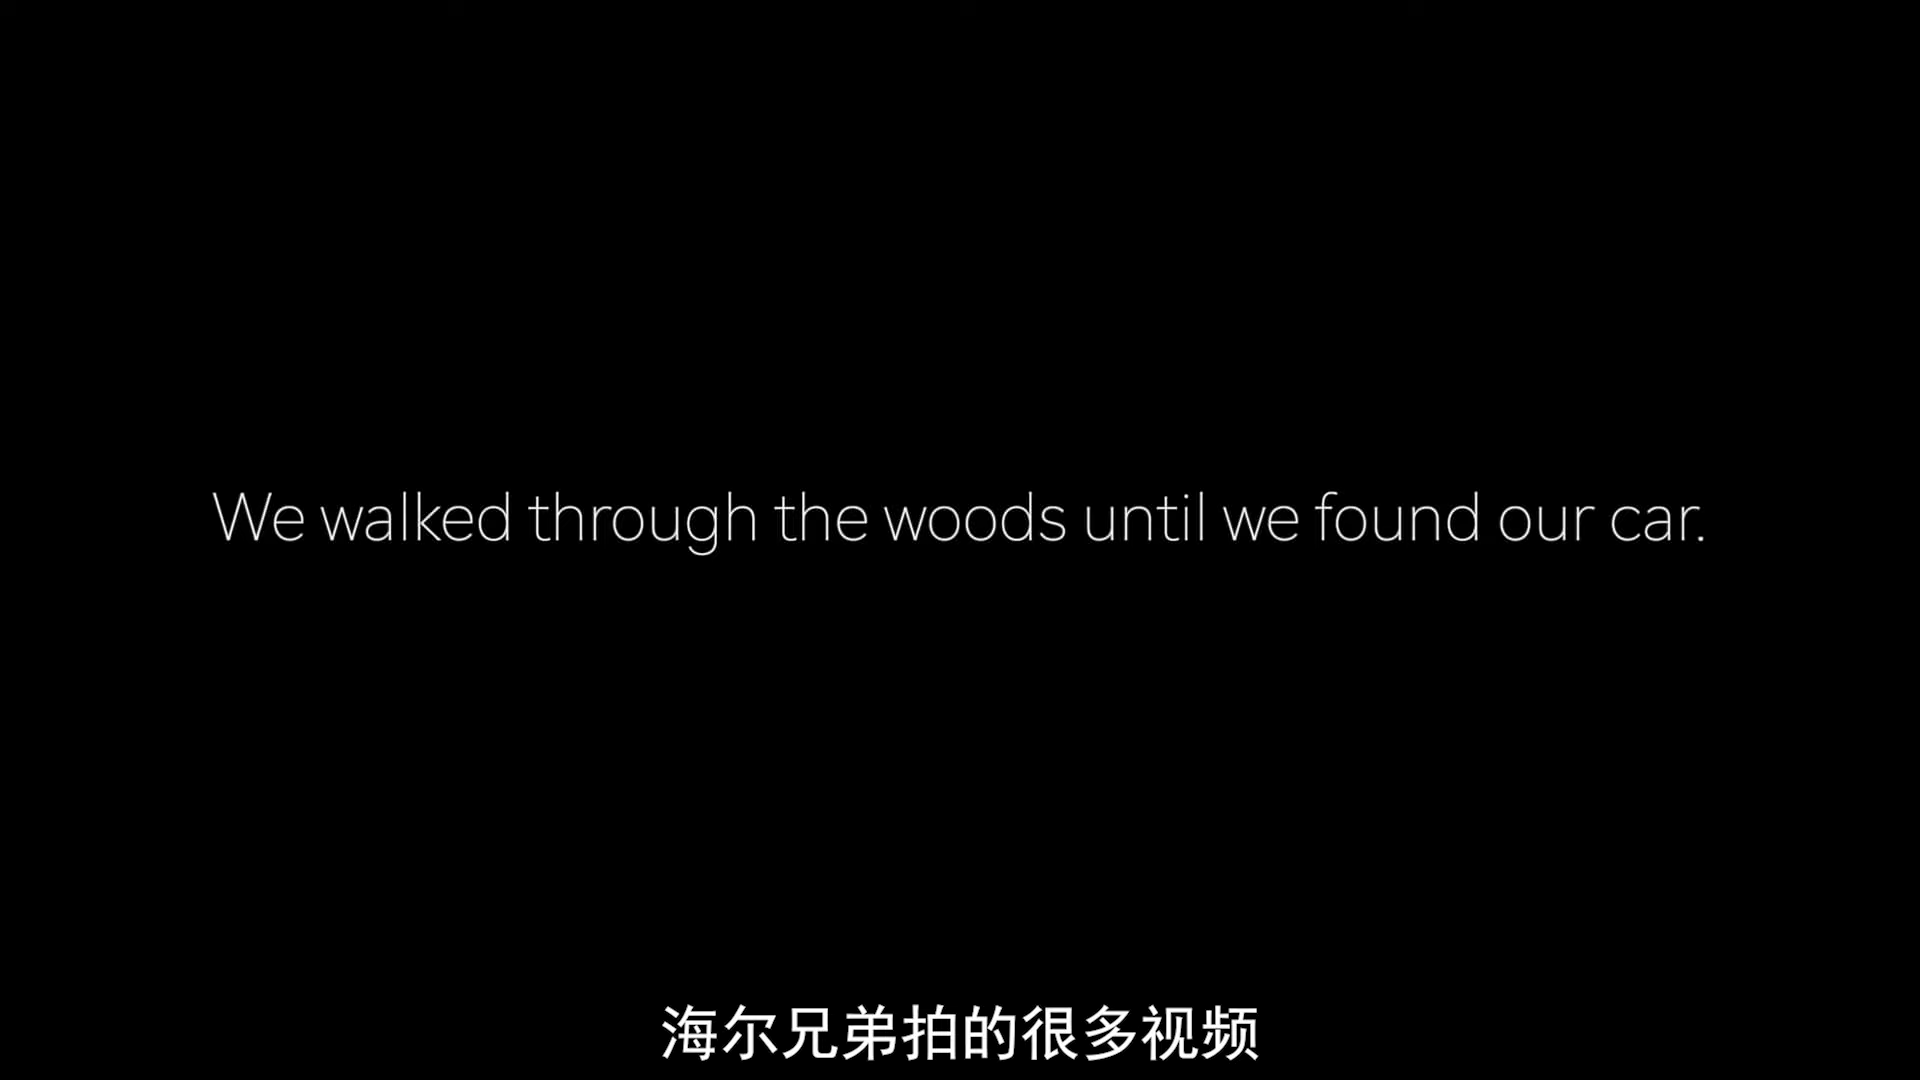 We walked through the woods until we found our car.
海尔兄弟拍的很多视频